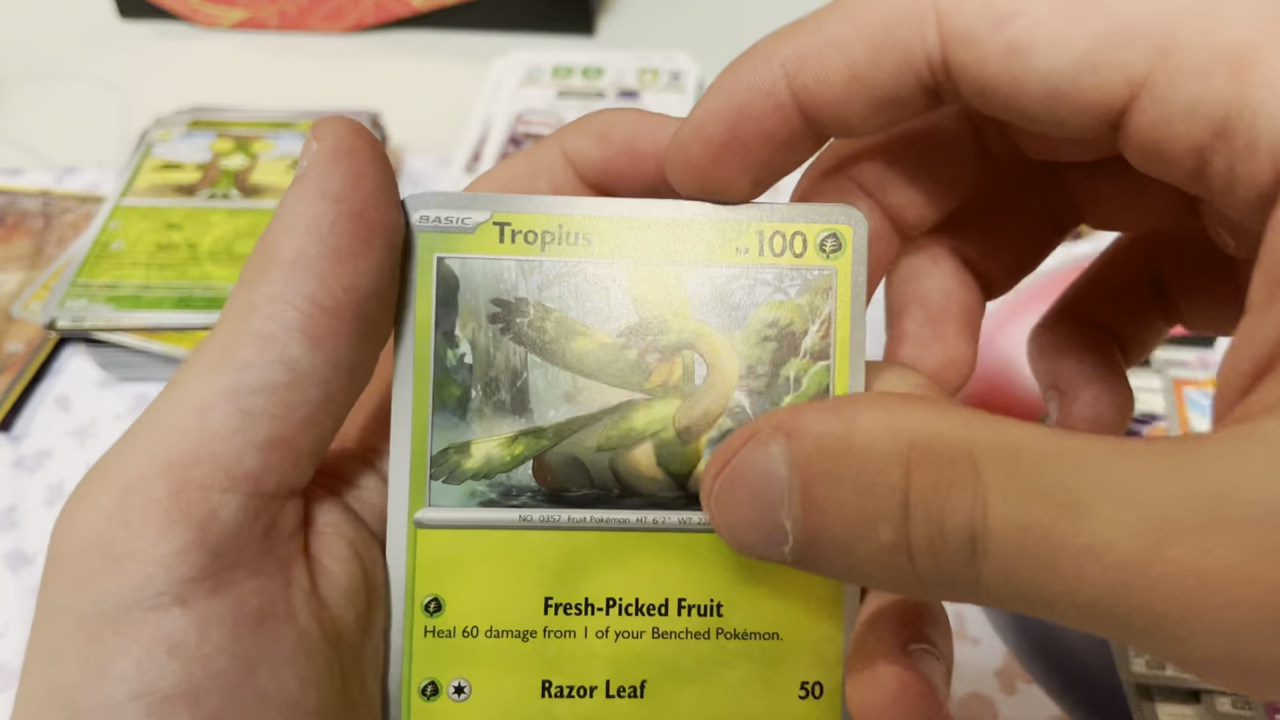 BASIC Tropius HP 100
NO. 0357 Fruit Pokémon HT 6'7" WT
Fresh-Picked Fruit
Heal 60 damage from 1 of your Benched Pokémon.
Razor Leaf 50